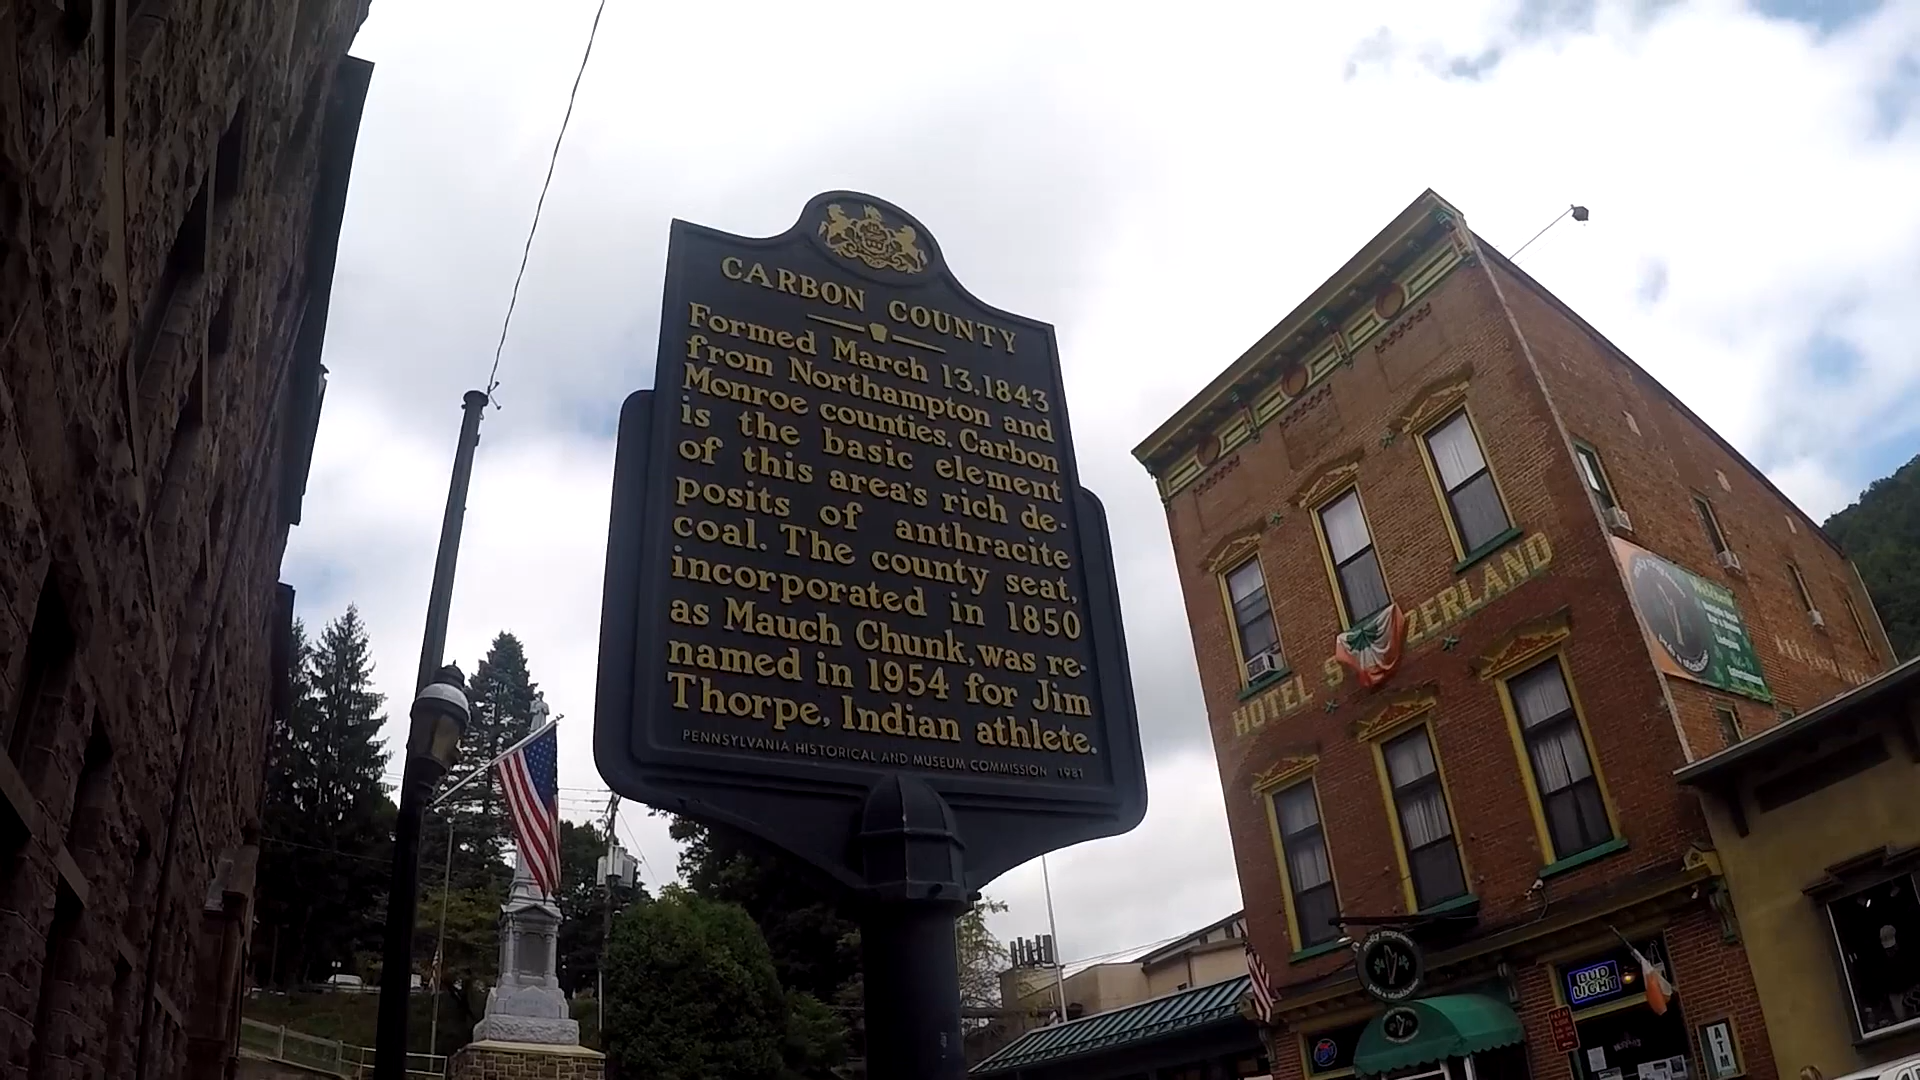 CARBON COUNTY
Formed March 13, 1843
from Northampton and
Monroe counties. Carbon
is the basic element
of this area's rich de-
posits of anthracite
coal. The county seat,
incorporated in 1850
as Mauch Chunk, was re-
named in 1954 for Jim
Thorpe, Indian athlete.
PENNSYLVANIA HISTORICAL AND MUSEUM COMMISSION 1981
HOTEL S ZERLAND
BUD
LIGHT
ATM